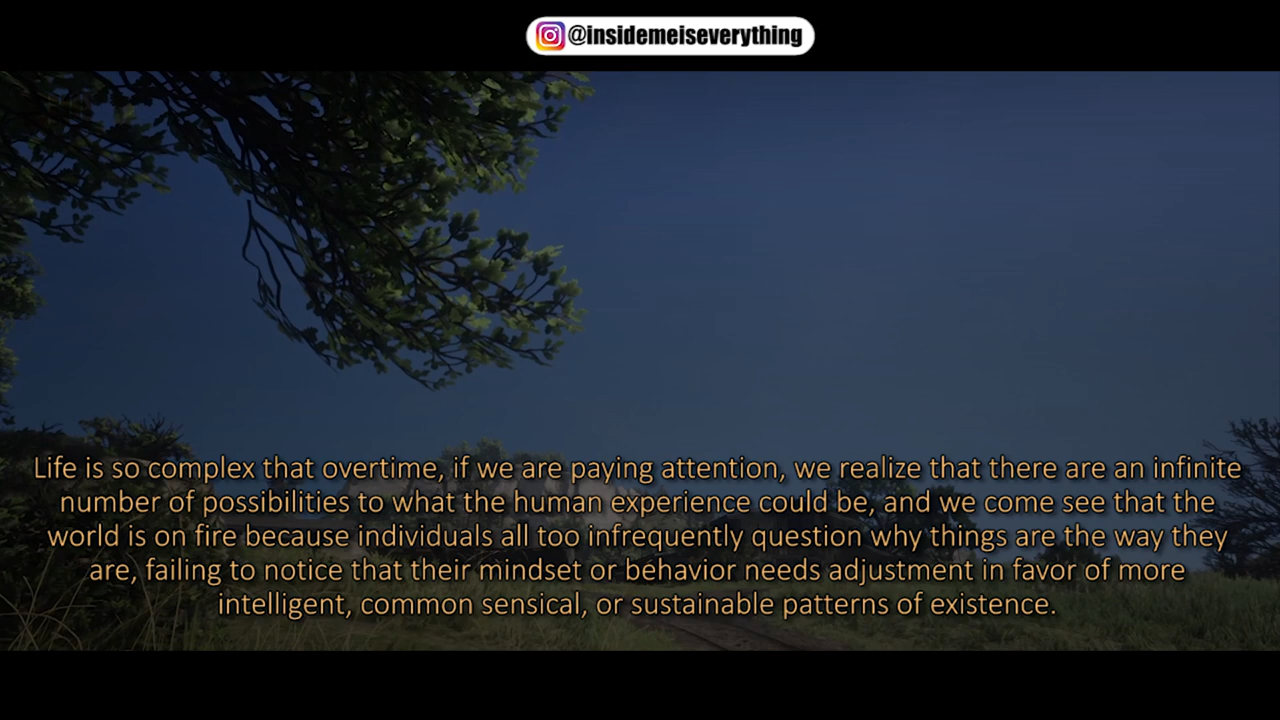 @insidemeiseverything
Life is so complex that overtime, if we are paying attention, we realize that there are an infinite
number of possibilities to what the human experience could be, and we come see that the
world is on fire because individuals all too infrequently question why things are the way they
are, failing to notice that their mindset or behavior needs adjustment in favor of more
intelligent, common sensical, or sustainable patterns of existence.